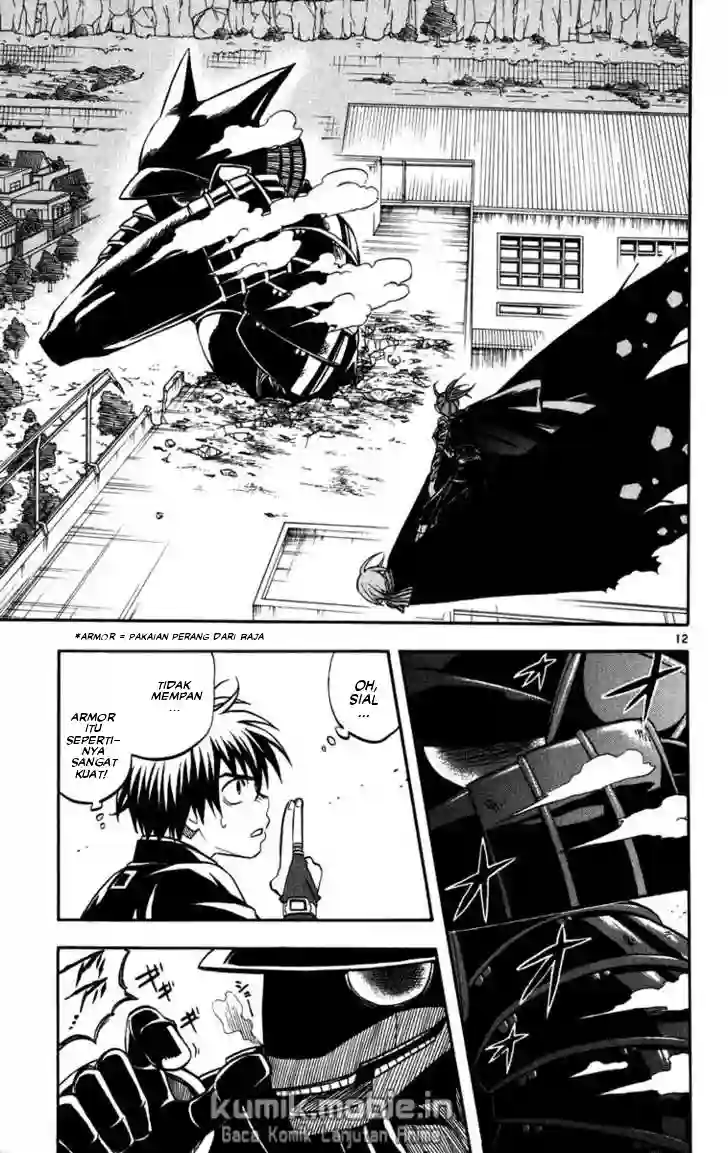 *ARMOR = PAKAIAN PERANG DARI RAJA
12
OH,
SIAL
...
TIDAK
MEMPAN
...
ARMOR
ITU
SEPERTI-
NYA
SANGAT
KUAT!
kumik.mobie.in
Baca Komik Lanjutan Anime